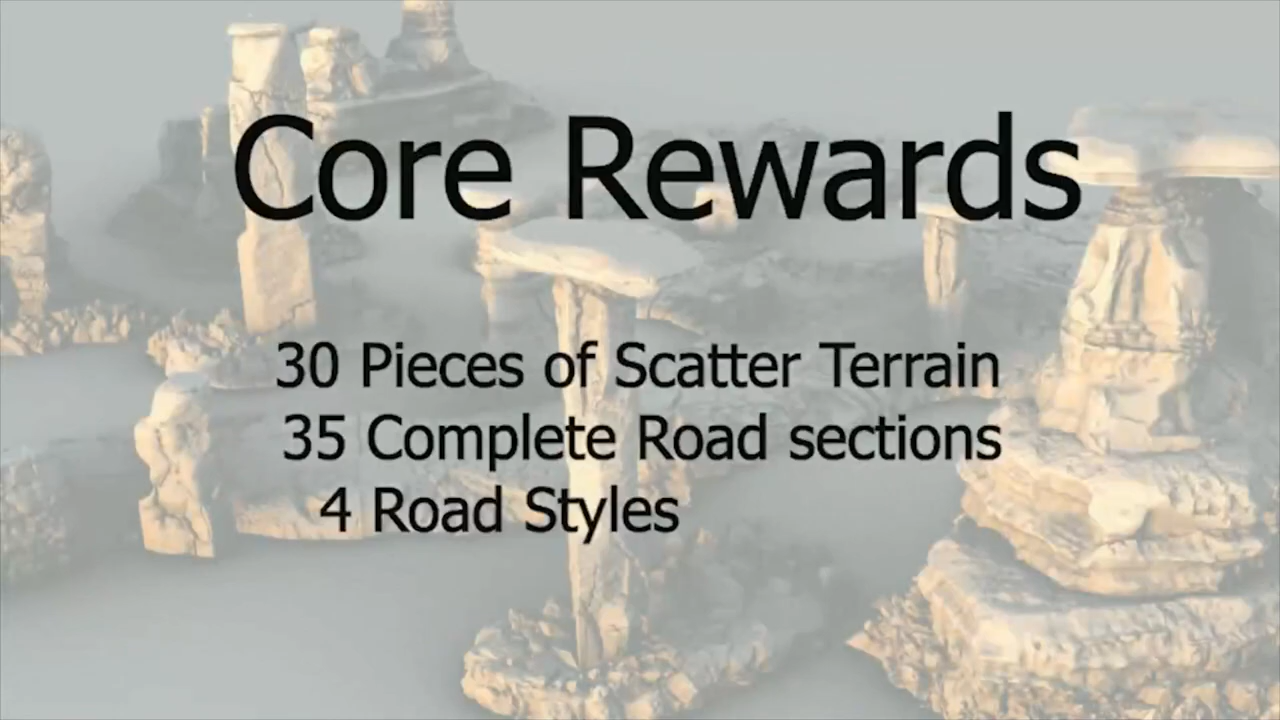 Core Rewards
30 Pieces of Scatter Terrain
35 Complete Road sections
4 Road Styles